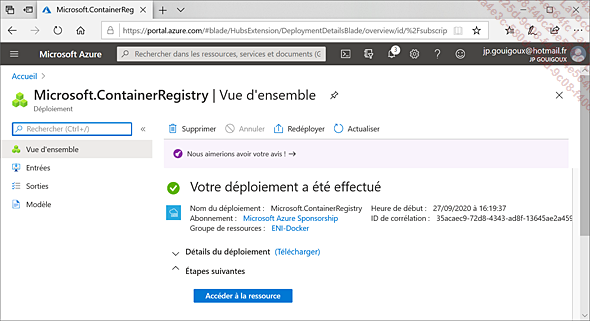 Microsoft.ContainerRegistry
https://portal.azure.com/#blade/HubsExtension/DeploymentDetailsBlade/overview/id/%2Fsubscrip
Microsoft Azure
Rechercher dans les ressources, services et documents (G
3
jp.gouigoux@hotmail.fr
JP GOUIGOUX
Accueil >
Microsoft.ContainerRegistry | Vue d'ensemble
Déploiement
Rechercher (Ctrl+/)
«
Supprimer
Annuler
Redéployer
Actualiser
Vue d'ensemble
Entrées
Sorties
Modèle
Nous aimerions avoir votre avis ! →
Votre déploiement a été effectué
Nom du déploiement : Microsoft.ContainerRegistry
Heure de début : 27/09/2020 à 16:19:37
Abonnement : Microsoft Azure Sponsorship
ID de corrélation : 35acaec9-72d8-4343-ad8f-13645ae2a459
Groupe de ressources : ENI-Docker
Détails du déploiement (Télécharger)
Étapes suivantes
Accéder à la ressource